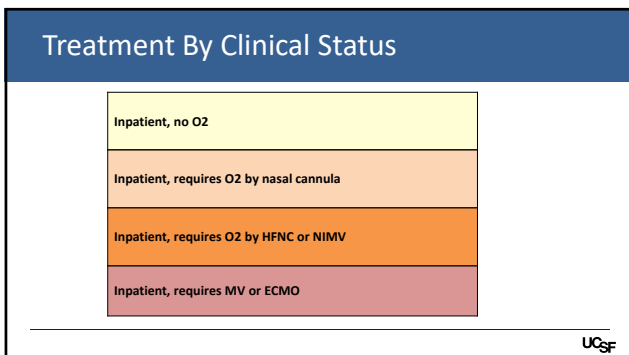 Treatment By Clinical Status
Inpatient, no O2
Inpatient, requires O2 by nasal cannula
Inpatient, requires O2 by HFNC or NIMV
Inpatient, requires MV or ECMO
UCSF